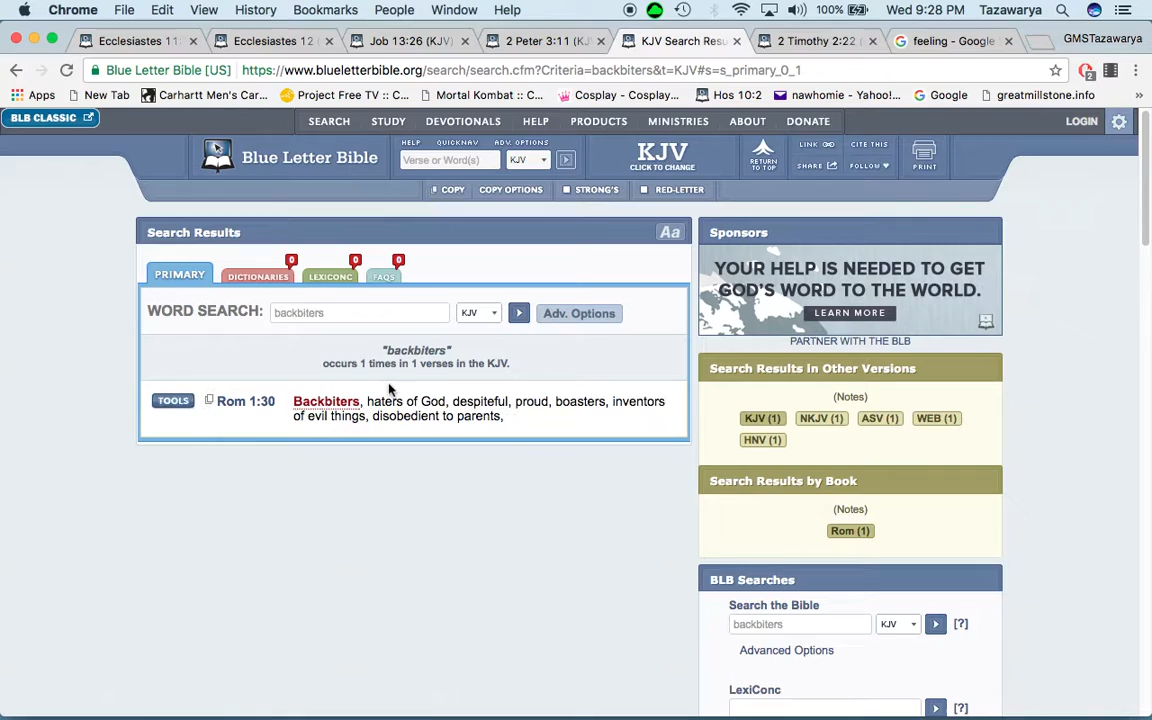 Chrome File Edit View History Bookmarks People Window Help 100% Wed 9:28 PM Tazawarya
Ecclesiastes 11: Ecclesiastes 12 ( Job 13:26 (KJV) 2 Peter 3:11 (KJV KJV Search Resu 2 Timothy 2:22 ( feeling - Google GMSTazawarya
Blue Letter Bible [US] https://www.blueletterbible.org/search/search.cfm?Criteria=backbiters&t=KJV#s=s_primary_0_1 2
Apps New Tab Carhartt Men's Car... Project Free TV :: C... Mortal Kombat :: C... Cosplay - Cosplay... Hos 10:2 nawhomie - Yahoo!... Google greatmillstone.info »
BLB CLASSIC SEARCH STUDY DEVOTIONALS HELP PRODUCTS MINISTRIES ABOUT DONATE LOGIN
HELP QUICKNAV ADV. OPTIONS
Blue Letter Bible Verse or Word(s) KJV KJV CLICK TO CHANGE RETURN TO TOP LINK CITE THIS SHARE FOLLOW PRINT
COPY COPY OPTIONS STRONG'S RED-LETTER
Search Results Aa
PRIMARY DICTIONARIES 0 LEXICONC 0 FAQS 0
WORD SEARCH: backbiters KJV Adv. Options
"backbiters"
occurs 1 times in 1 verses in the KJV.
TOOLS Rom 1:30 Backbiters, haters of God, despiteful, proud, boasters, inventors
of evil things, disobedient to parents,
Sponsors
YOUR HELP IS NEEDED TO GET
GOD'S WORD TO THE WORLD.
LEARN MORE
PARTNER WITH THE BLB
Search Results in Other Versions
(Notes)
KJV (1) NKJV (1) ASV (1) WEB (1)
HNV (1)
Search Results by Book
(Notes)
Rom (1)
BLB Searches
Search the Bible
backbiters KJV [?]
Advanced Options
LexiConc
[?]